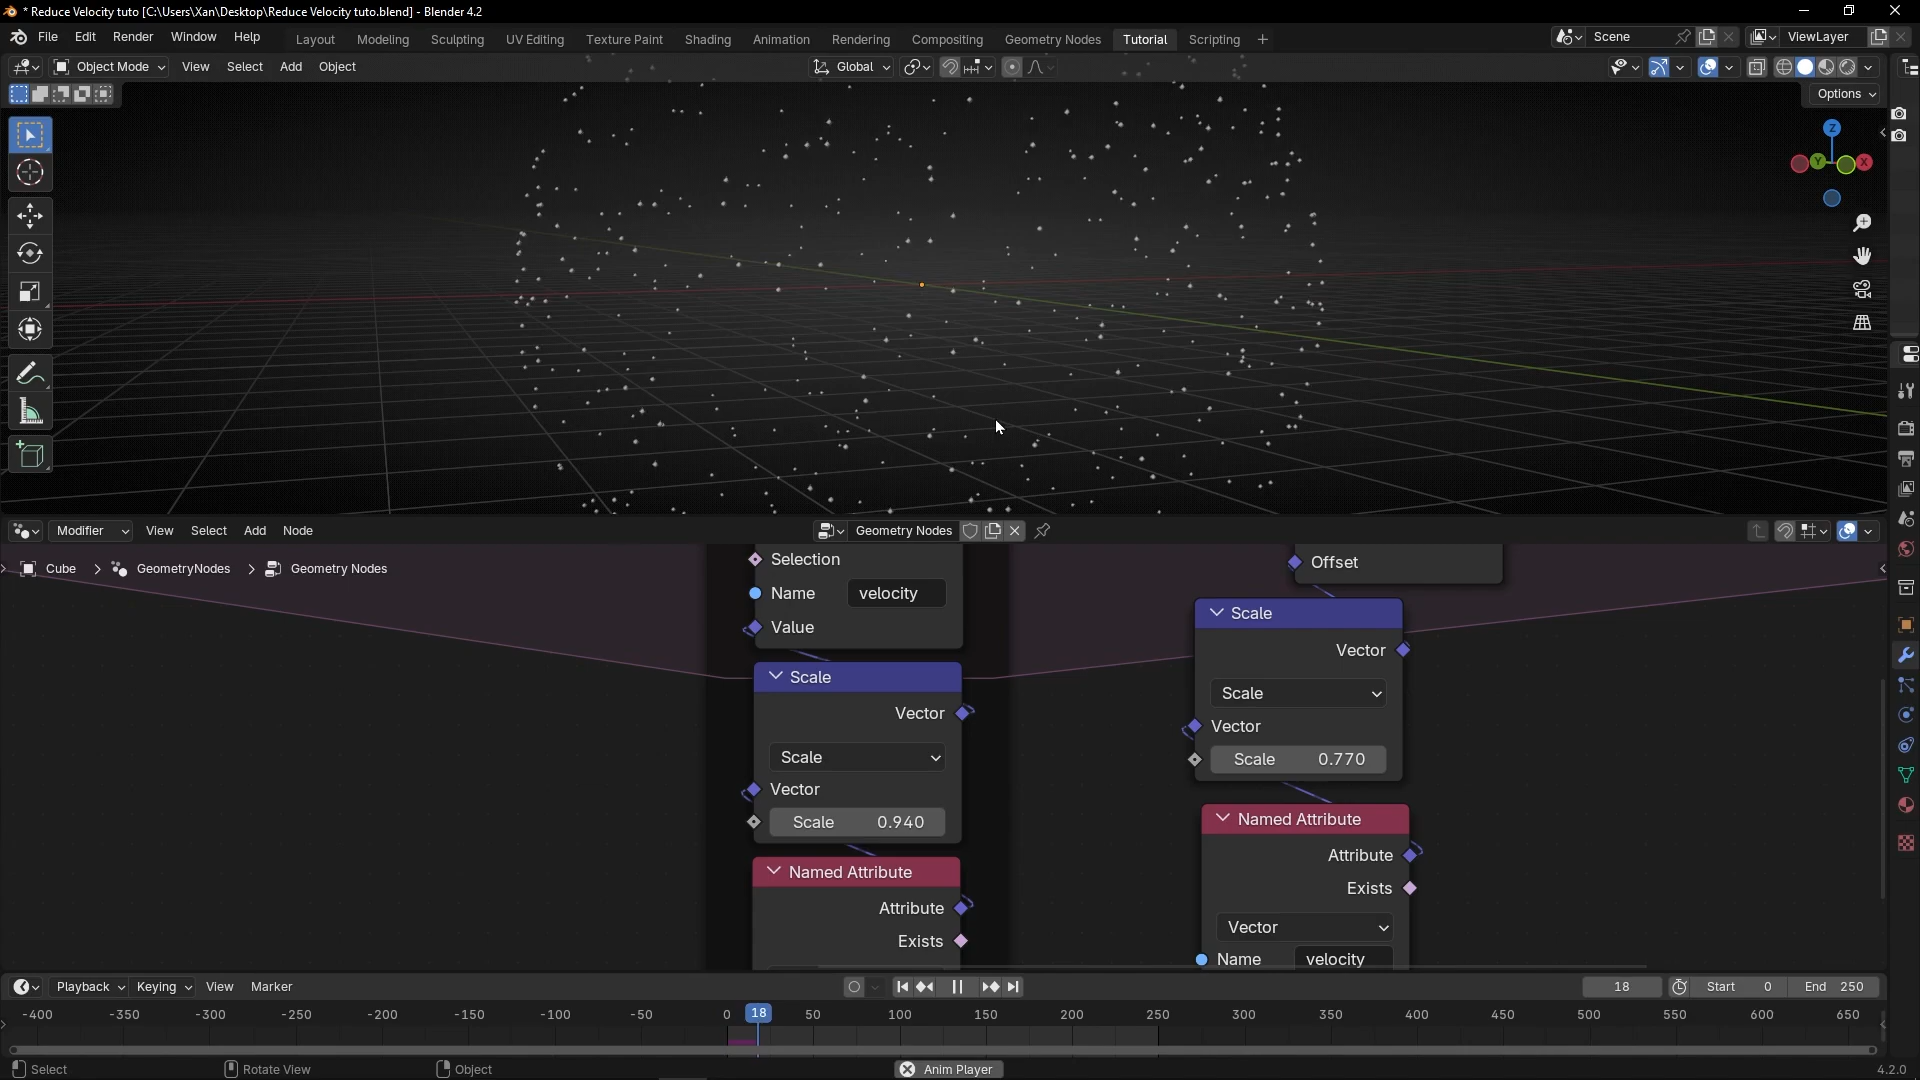 * Reduce Velocity tuto [C:\Users\Xan\Desktop\Reduce Velocity tuto.blend] - Blender 4.2
File Edit Render Window Help Layout Modeling Sculpting UV Editing Texture Paint Shading Animation Rendering Compositing Geometry Nodes Tutorial Scripting + Scene ViewLayer
Object Mode View Select Add Object Global
Options
Z
Y X
Modifier View Select Add Node Geometry Nodes
Cube > GeometryNodes > Geometry Nodes
Selection
Name velocity
Value
Scale
Vector
Scale
Vector
Scale 0.940
Named Attribute
Attribute
Exists
Offset
Scale
Vector
Scale
Vector
Scale 0.770
Named Attribute
Attribute
Exists
Vector
Name velocity
Playback Keying View Marker 18 Start 0 End 250
-400 -350 -300 -250 -200 -150 -100 -50 0 18 50 100 150 200 250 300 350 400 450 500 550 600 650
Select Rotate View Object Anim Player 4.2.0